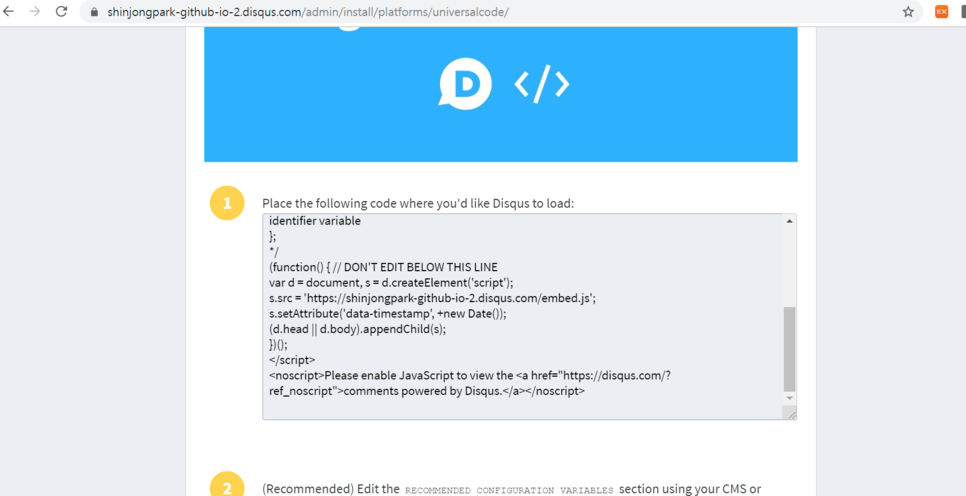 shinjongpark-github-io-2.disqus.com/admin/install/platforms/universalcode/
EX
D </>
1
Place the following code where you'd like Disqus to load:
identifier variable
};
*/
(function() { // DON'T EDIT BELOW THIS LINE
var d = document, s = d.createElement('script');
s.src = 'https://shinjongpark-github-io-2.disqus.com/embed.js';
s.setAttribute('data-timestamp', +new Date());
(d.head || d.body).appendChild(s);
})();
</script>
<noscript>Please enable JavaScript to view the <a href="https://disqus.com/?
ref_noscript">comments powered by Disqus.</a></noscript>
2
(Recommended) Edit the RECOMMENDED CONFIGURATION VARIABLES section using your CMS or